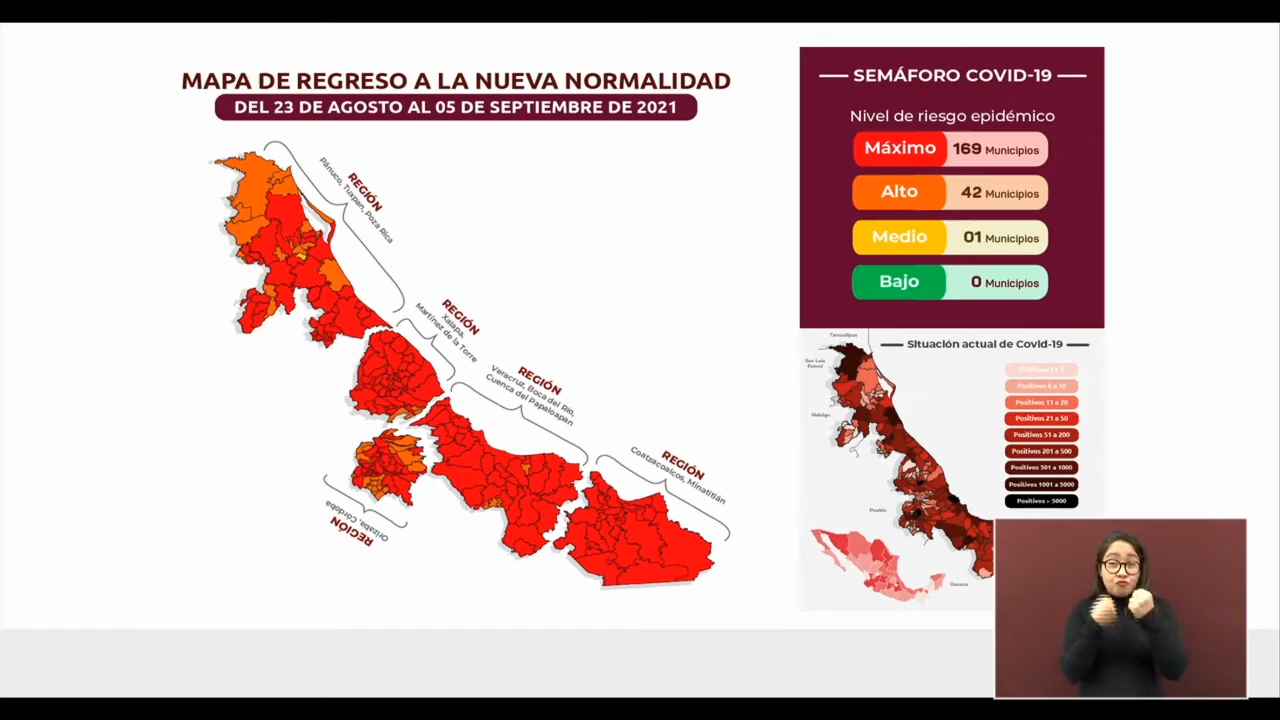 MAPA DE REGRESO A LA NUEVA NORMALIDAD
DEL 23 DE AGOSTO AL 05 DE SEPTIEMBRE DE 2021
REGIÓN
Pánuco, Tuxpan, Poza Rica
REGIÓN
Xalapa,
Martínez de la Torre
REGIÓN
Veracruz, Boca del Río,
Cuenca del Papaloapan
REGIÓN
Coatzacoalcos, Minatitlán
REGIÓN
Orizaba, Córdoba
SEMÁFORO COVID-19
Nivel de riesgo epidémico
Máximo 169 Municipios
Alto 42 Municipios
Medio 01 Municipios
Bajo 0 Municipios
Situación actual de Covid-19
Tamaulipas
San Luis
Potosí
Hidalgo
Puebla
Oaxaca
Positivos 1 a 5
Positivos 6 a 10
Positivos 11 a 20
Positivos 21 a 50
Positivos 51 a 200
Positivos 201 a 500
Positivos 501 a 1000
Positivos 1001 a 5000
Positivos > 5000